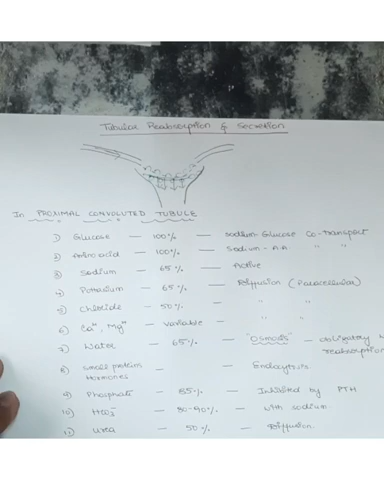 Tubular Reabsorption & Secretion
In PROXIMAL CONVOLUTED TUBULE
1) Glucose — 100% — Sodium-Glucose Co-Transport
2) Amino acid — 100% — Sodium - A.A " "
3) Sodium — 65% — Active
4) Potassium — 65% — Diffusion (Paracellular)
5) Chloride — 50% — " "
6) Ca⁺⁺, Mg⁺⁺ — Variable — " "
7) Water — 65% — "Osmosis" — obligatory
reabsorption
8) small proteins — — Endocytosis
Hormones
9) Phosphate — 85% — Inhibited by PTH
10) HCO₃⁻ — 80-90% — with sodium
11) Urea — 50% — Diffusion